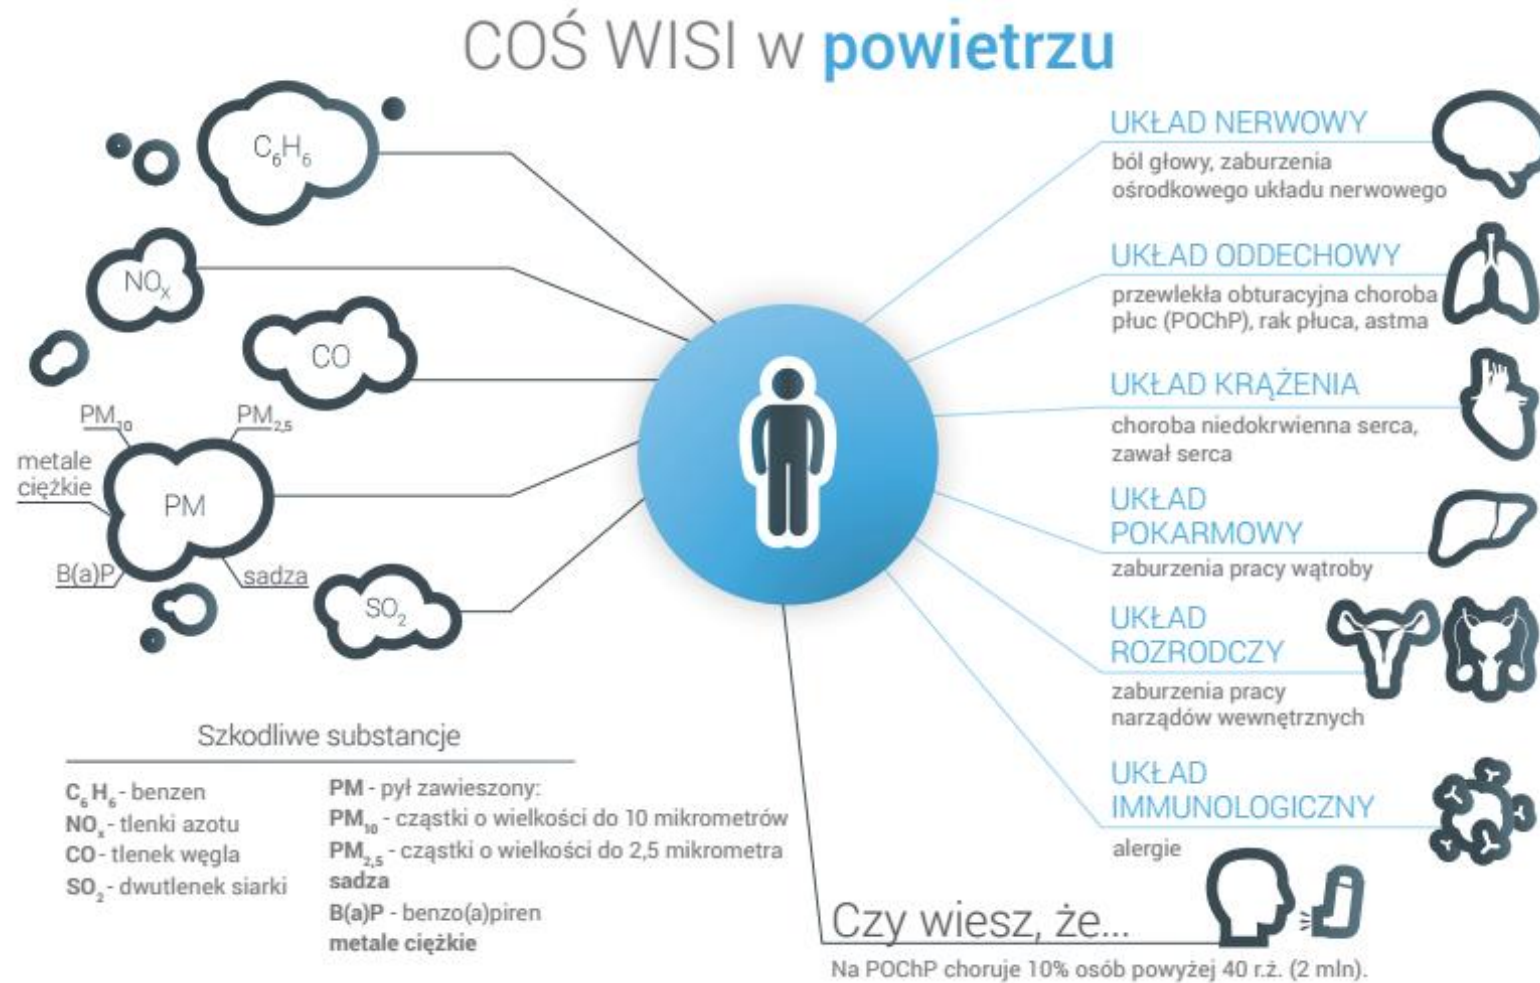 COŚ WISI w powietrzu
C₆H₆
NOₓ
CO
PM₁₀
PM₂,₅
metale
ciężkie
PM
B(a)P
sadza
SO₂
UKŁAD NERWOWY
ból głowy, zaburzenia
ośrodkowego układu nerwowego
UKŁAD ODDECHOWY
przewlekła obturacyjna choroba
płuc (POChP), rak płuca, astma
UKŁAD KRĄŻENIA
choroba niedokrwienna serca,
zawał serca
UKŁAD
POKARMOWY
zaburzenia pracy wątroby
UKŁAD
ROZRODCZY
zaburzenia pracy
narządów wewnętrznych
UKŁAD
IMMUNOLOGICZNY
alergie
Szkodliwe substancje
C₆H₆ - benzen
NOₓ - tlenki azotu
CO - tlenek węgla
SO₂ - dwutlenek siarki
PM - pył zawieszony:
PM₁₀ - cząstki o wielkości do 10 mikrometrów
PM₂,₅ - cząstki o wielkości do 2,5 mikrometra
sadza
B(a)P - benzo(a)piren
metale ciężkie
Czy wiesz, że...
Na POChP choruje 10% osób powyżej 40 r.ż. (2 mln).